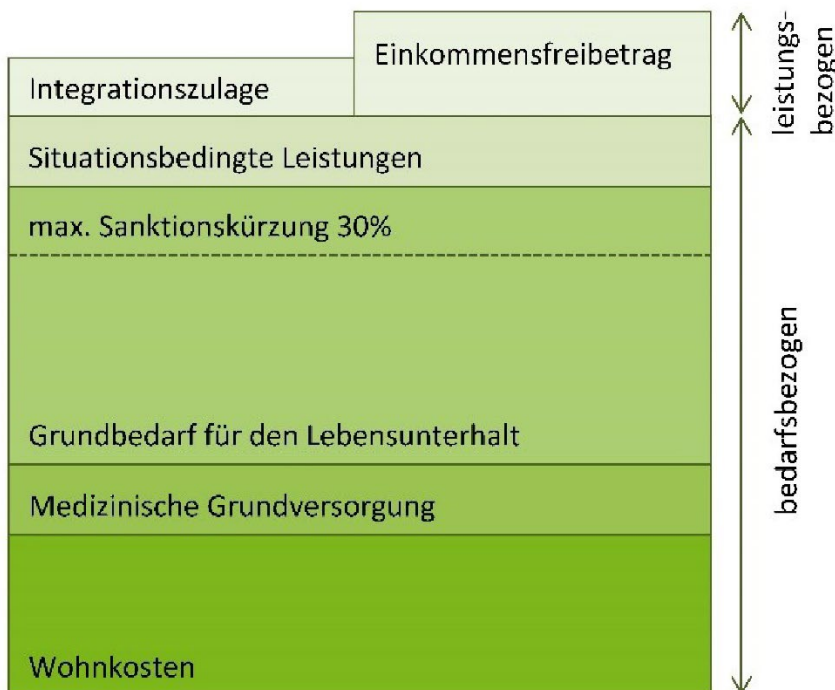 Einkommensfreibetrag
Integrationszulage
Situationsbedingte Leistungen
max. Sanktionskürzung 30%
Grundbedarf für den Lebensunterhalt
Medizinische Grundversorgung
Wohnkosten
leistungs-
bezogen
bedarfsbezogen